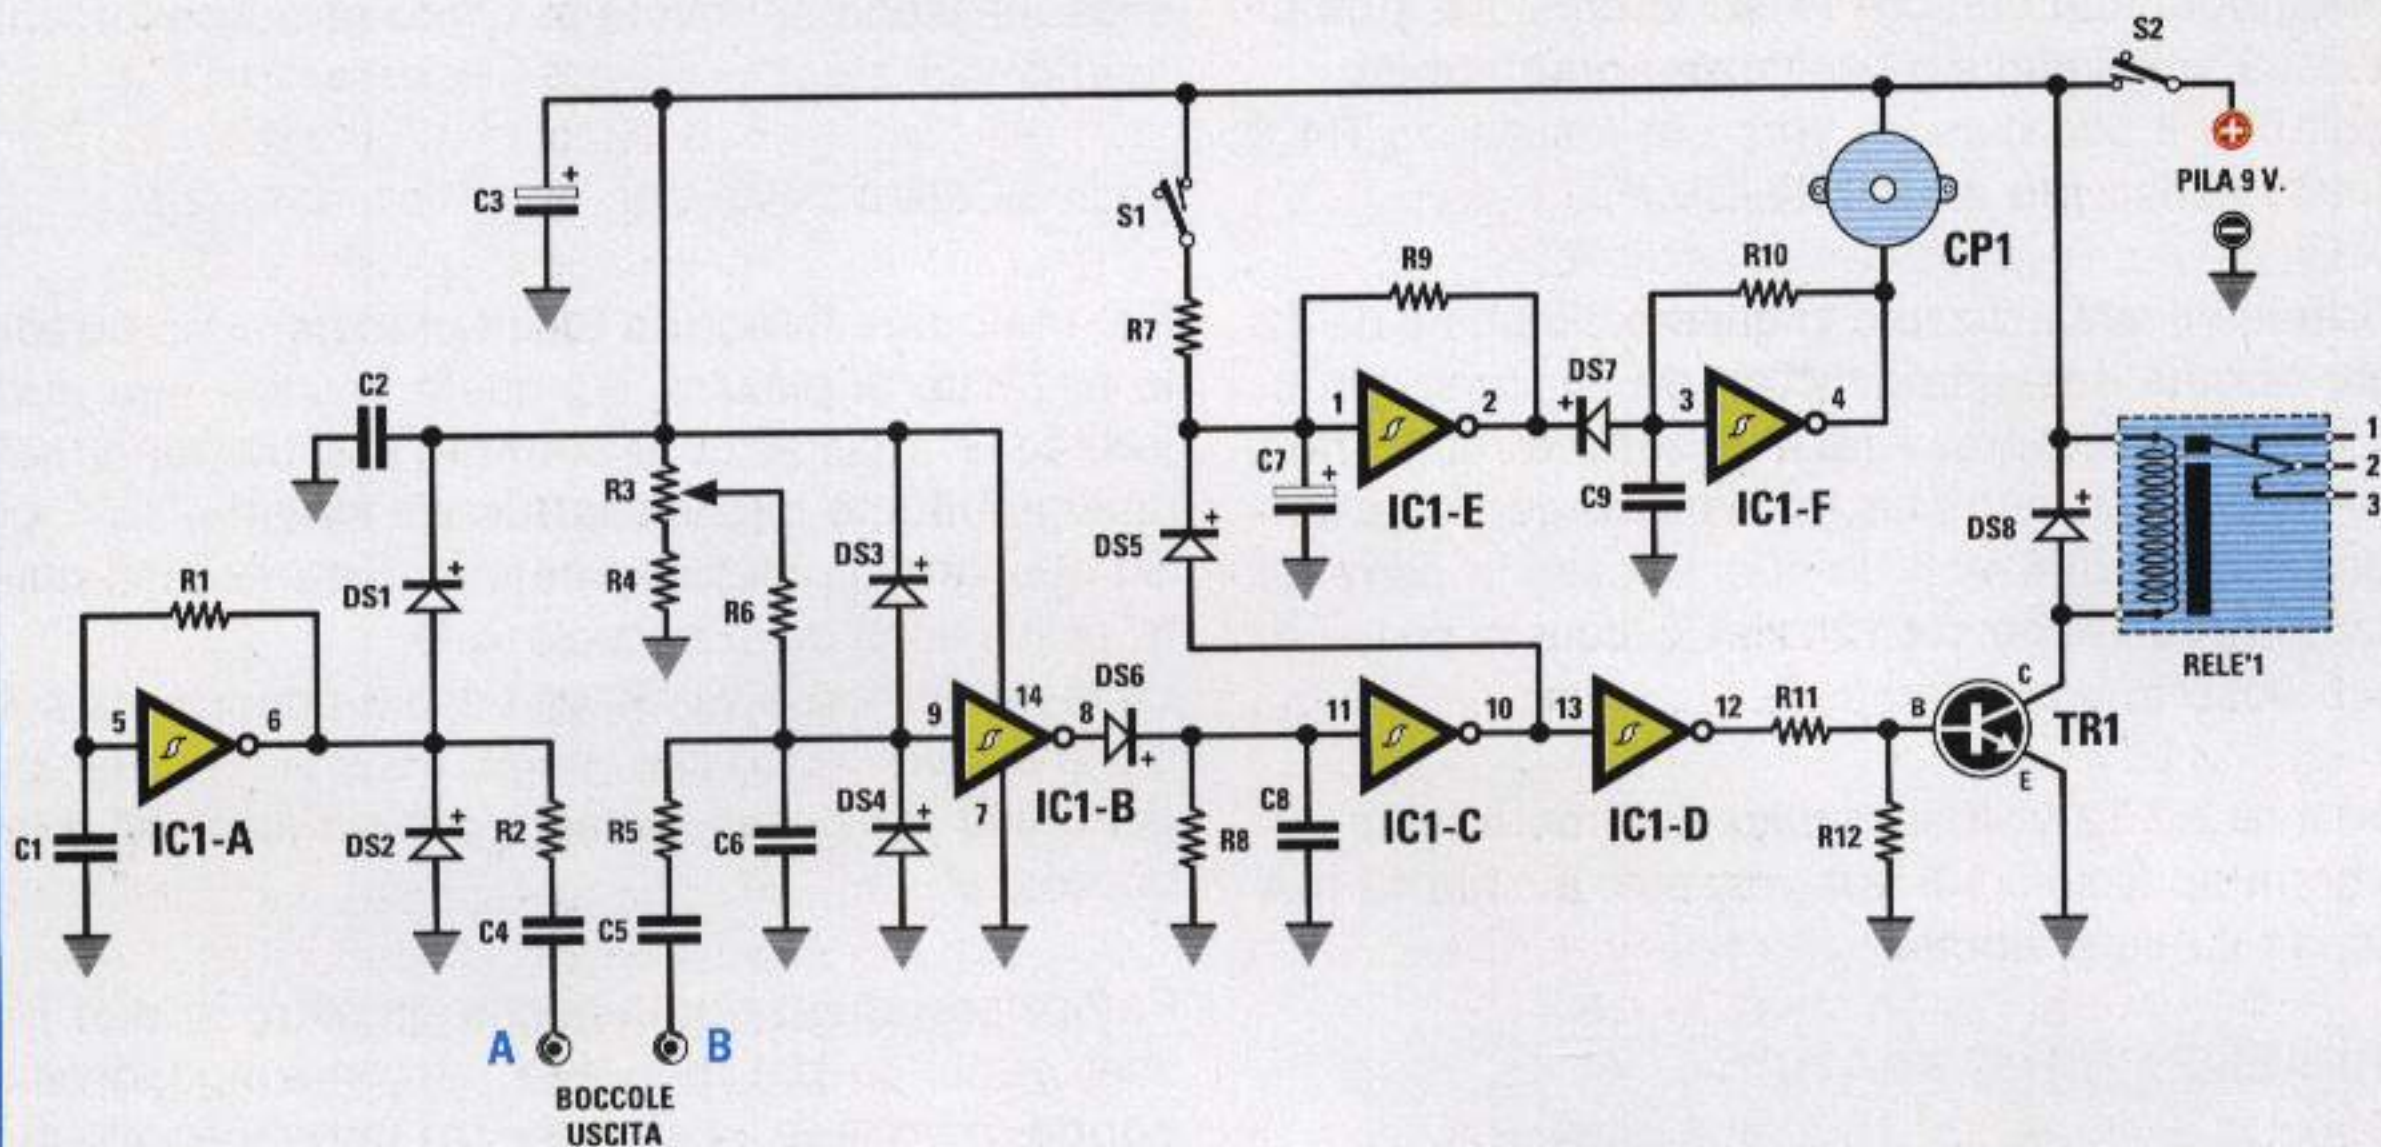 S2
C3
+
S1
PILA 9 V.
CP1
R9
R10
R7
C2
DS7
+
1
2
3
4
1
2
3
R3
C7
+
IC1-E
C9
IC1-F
DS8
+
DS5
+
DS3
+
R1
DS1
+
R4
R6
RELE'1
5
6
9
14
8
DS6
+
11
10
13
12
R11
B
C
E
TR1
7
IC1-B
C1
IC1-A
DS2
+
R2
R5
C6
DS4
+
R8
C8
IC1-C
IC1-D
R12
C4
C5
A
B
BOCCOLE
USCITA